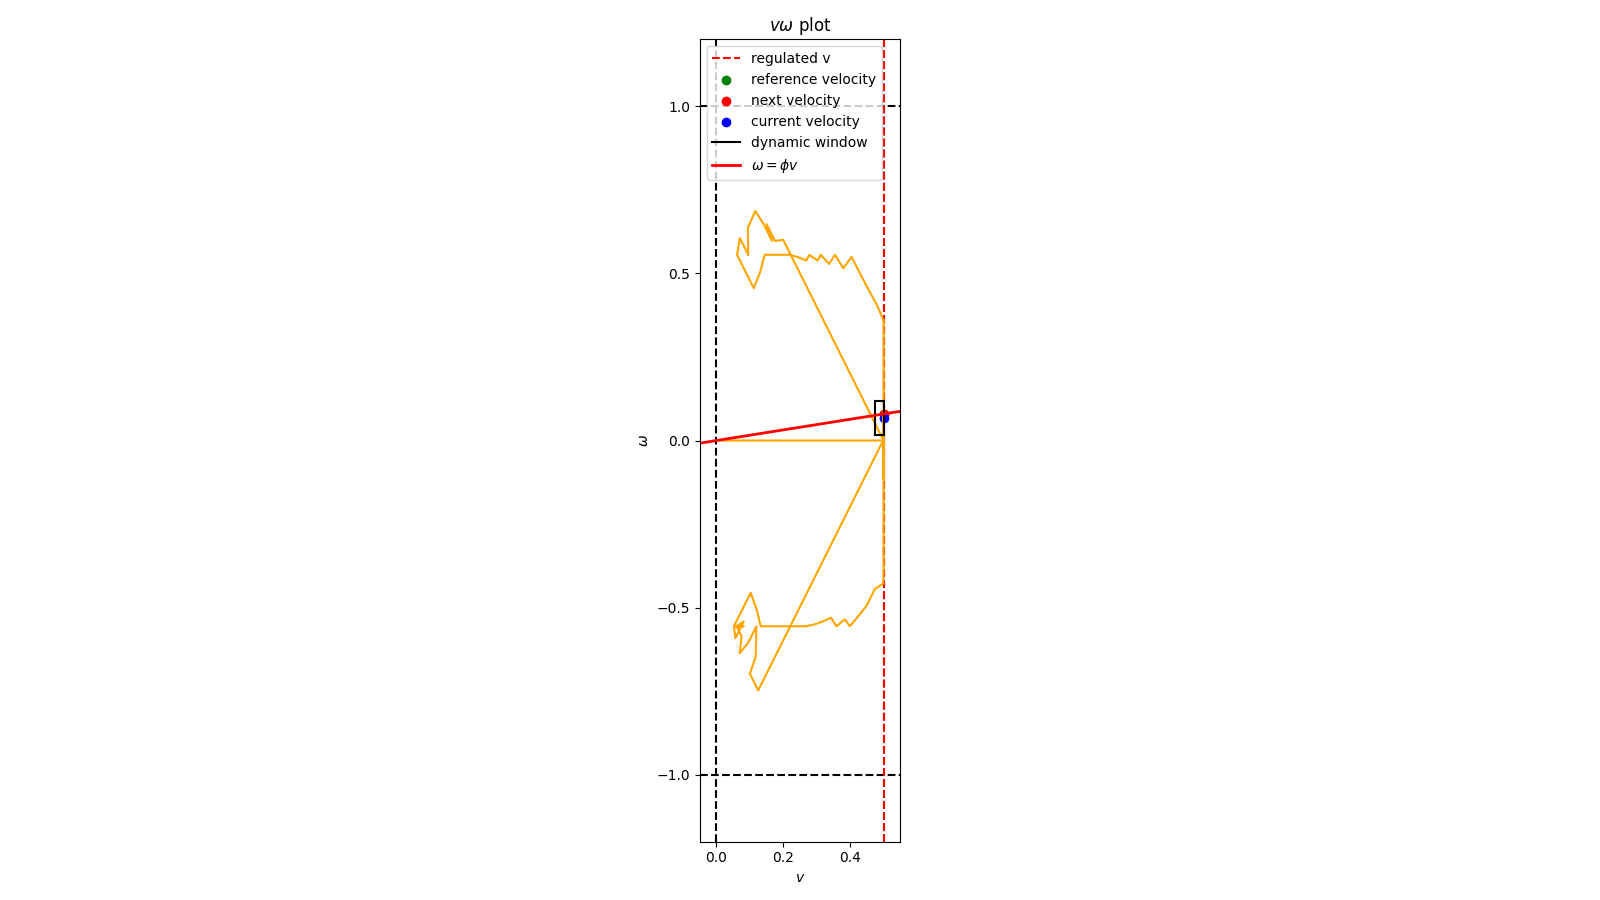 vω plot
regulated v
reference velocity
next velocity
current velocity
dynamic window
ω = ϕv
1.0
0.5
0.0
−0.5
−1.0
ω
0.0 0.2 0.4
v